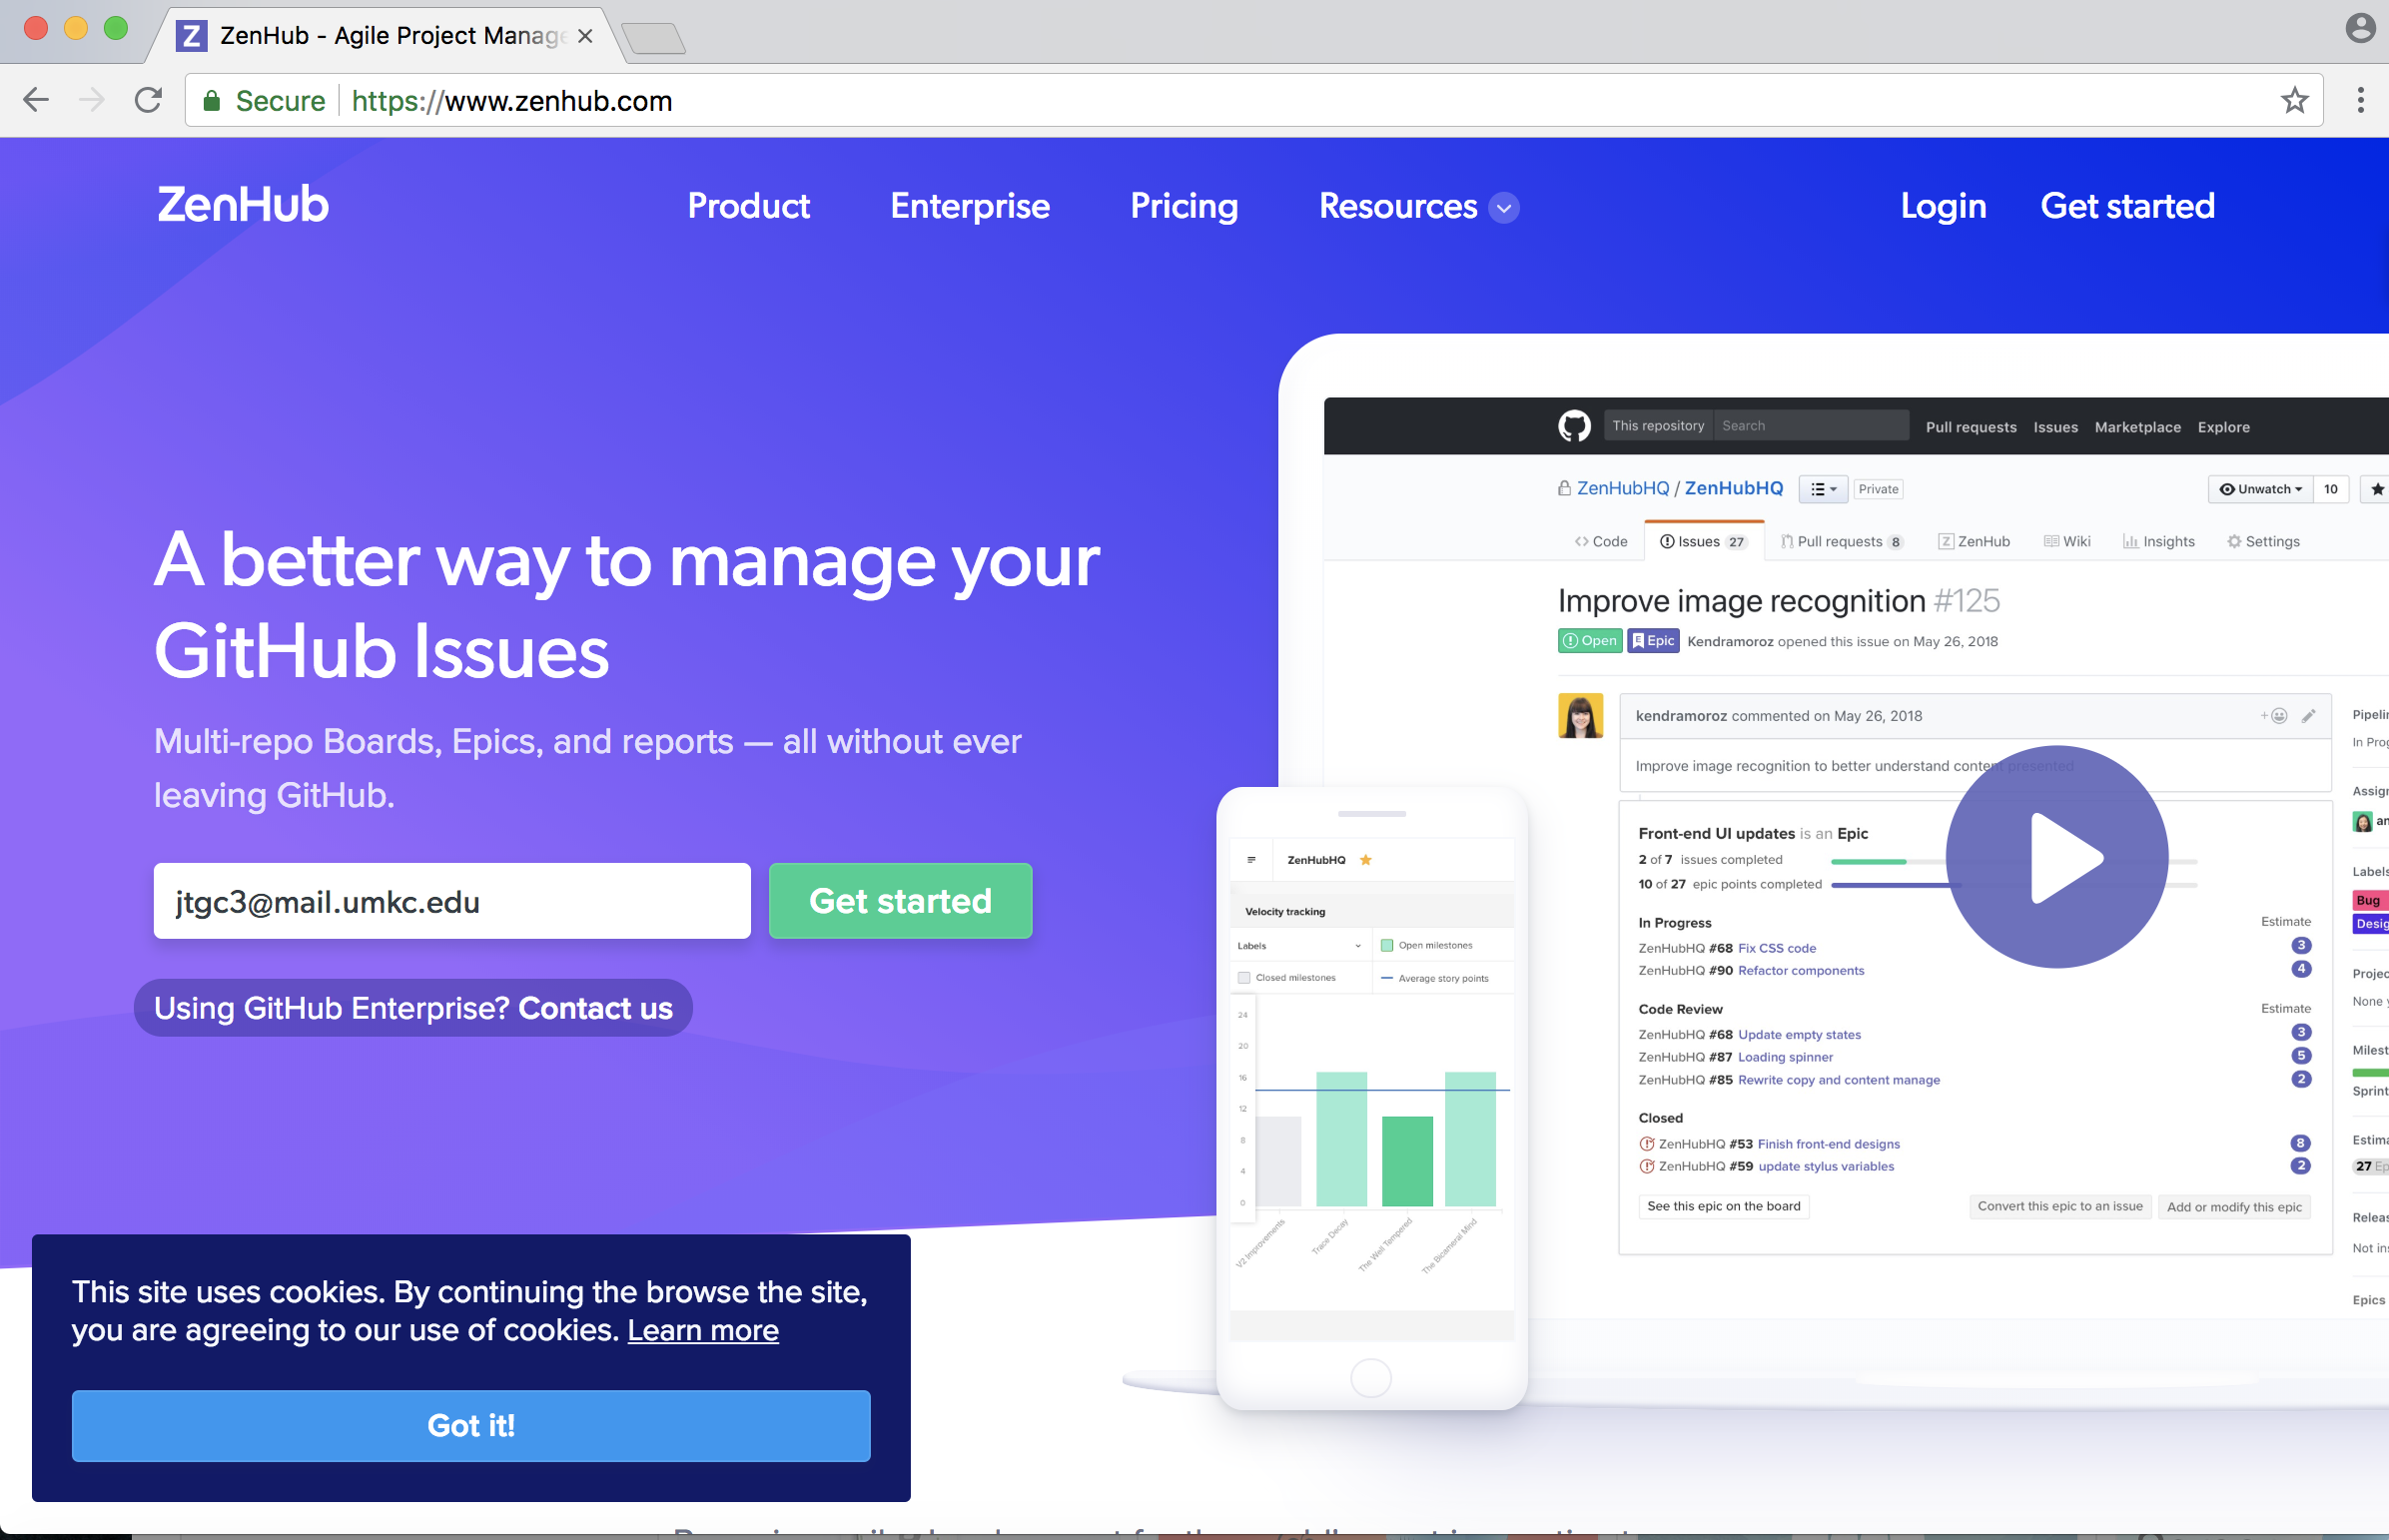 ZenHub - Agile Project Manage
Secure https://www.zenhub.com
ZenHub Product Enterprise Pricing Resources Login Get started
A better way to manage your
GitHub Issues
Multi-repo Boards, Epics, and reports — all without ever
leaving GitHub.
jtgc3@mail.umkc.edu Get started
Using GitHub Enterprise? Contact us
This site uses cookies. By continuing the browse the site,
you are agreeing to our use of cookies. Learn more
Got it!
ZenHubHQ
Velocity tracking
Labels Open milestones
Closed milestones Average story points
24
20
16
12
8
4
0
V2 Improvements Trace Decay The Well Tempered The Bicameral Mind
This repository Search Pull requests Issues Marketplace Explore
ZenHubHQ / ZenHubHQ Private Unwatch 10
Code Issues 27 Pull requests 8 ZenHub Wiki Insights Settings
Improve image recognition #125
Open Epic Kendramoroz opened this issue on May 26, 2018
kendramoroz commented on May 26, 2018
Improve image recognition to better understand content presented
Front-end UI updates is an Epic
2 of 7 issues completed
10 of 27 epic points completed
In Progress Estimate
ZenHubHQ #68 Fix CSS code 3
ZenHubHQ #90 Refactor components 4
Code Review Estimate
ZenHubHQ #68 Update empty states 3
ZenHubHQ #87 Loading spinner 5
ZenHubHQ #85 Rewrite copy and content manage 2
Closed
ZenHubHQ #53 Finish front-end designs 8
ZenHubHQ #59 update stylus variables 2
See this epic on the board Convert this epic to an issue Add or modify this epic
Pipelin
In Prog
Assign
an
Labels
Bug
Desig
Projec
None y
Milest
Sprint
Estima
27 Ep
Releas
Not ins
Epics